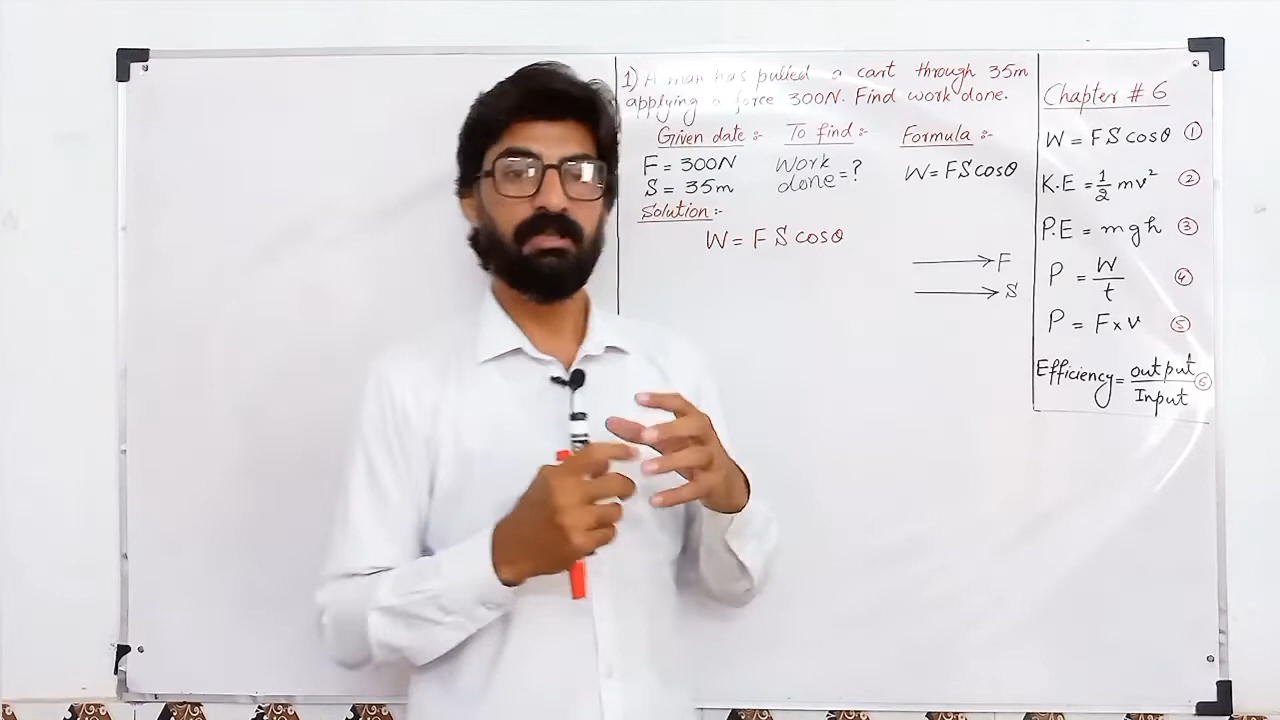 1) A man has pulled a cart through 35m
applying a force 300N. Find work done.
Given date :-
F = 300N
S = 35m
To find :-
Work
done = ?
Formula :-
W = FS cosθ
Solution :-
W = F S cosθ
F
S
Chapter # 6
W = FS cosθ ①
K.E = 1/2 mv² ②
P.E = mgh ③
P = W/t ④
P = F×v ⑤
Efficiency = output/Input ⑥